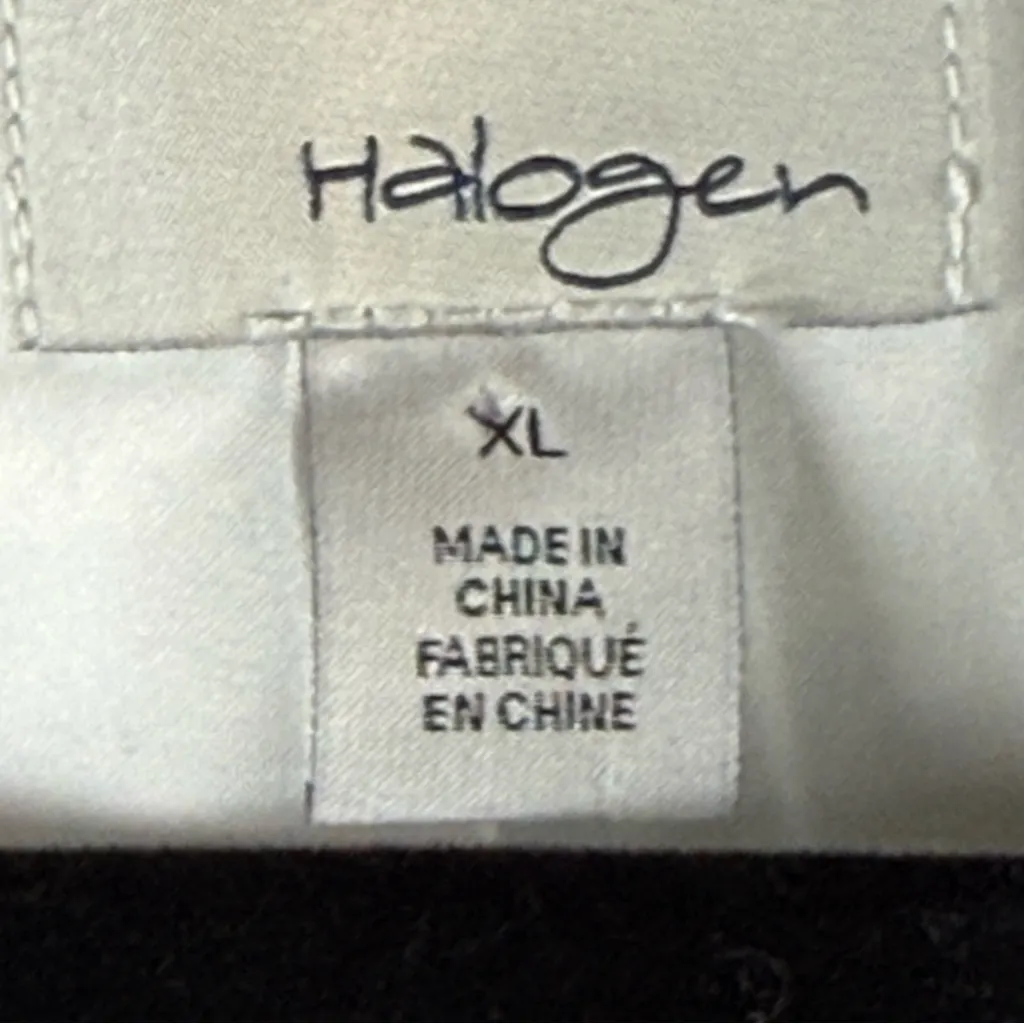 Halogen
XL
MADE IN
CHINA
FABRIQUÉ
EN CHINE